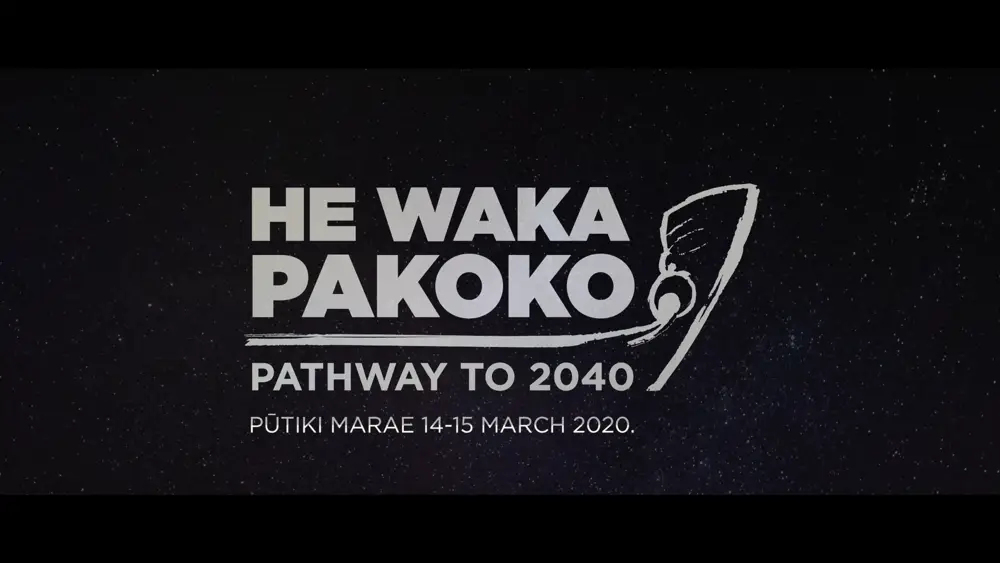 HE WAKA
PAKOKO
PATHWAY TO 2040
PŪTIKI MARAE 14-15 MARCH 2020.